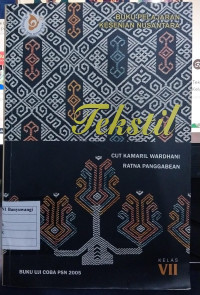 BUKU PELAJARAN
KESENIAN NUSANTARA
Tekstil
CUT KAMARIL WARDHANI
RATNA PANGGABEAN
BUKU UJI COBA PSN 2005
KELAS
VII